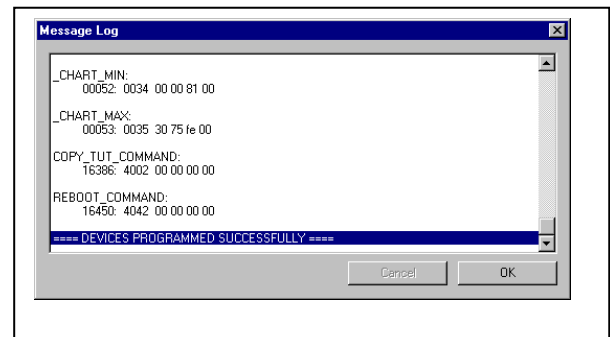 Message Log
_CHART_MIN:
00052: 0034 00 00 81 00
_CHART_MAX:
00053: 0035 30 75 fe 00
COPY_TUT_COMMAND:
16386: 4002 00 00 00 00
REBOOT_COMMAND:
16450: 4042 00 00 00 00
==== DEVICES PROGRAMMED SUCCESSFULLY ====
Cancel OK